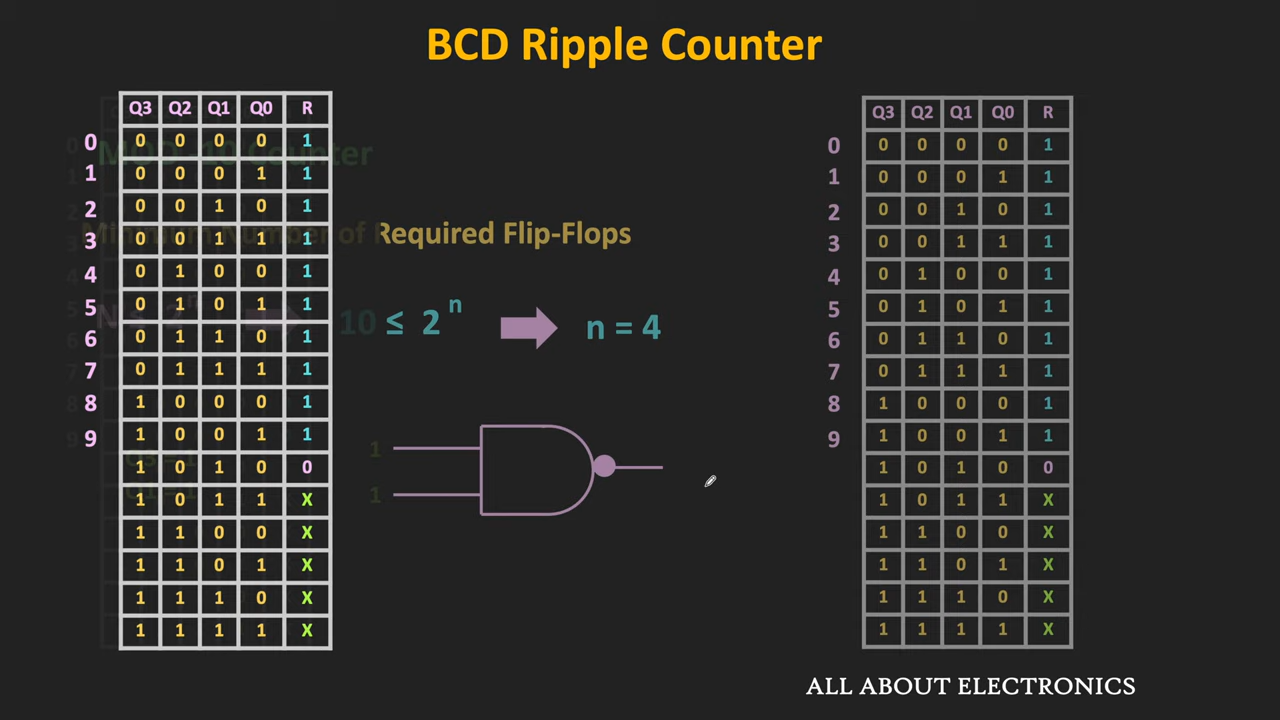 BCD Ripple Counter
Q3 Q2 Q1 Q0 R
0 0 0 0 0 1
1 0 0 0 1 1
2 0 0 1 0 1
3 0 0 1 1 1
4 0 1 0 0 1
5 0 1 0 1 1
6 0 1 1 0 1
7 0 1 1 1 1
8 1 0 0 0 1
9 1 0 0 1 1
1 0 1 0 0
1 0 1 1 X
1 1 0 0 X
1 1 0 1 X
1 1 1 0 X
1 1 1 1 X
MOD -10 Counter
Minimum Number of Required Flip-Flops
10 ≤ 2^n
n = 4
1
1
Q3 Q2 Q1 Q0 R
0 0 0 0 0 1
1 0 0 0 1 1
2 0 0 1 0 1
3 0 0 1 1 1
4 0 1 0 0 1
5 0 1 0 1 1
6 0 1 1 0 1
7 0 1 1 1 1
8 1 0 0 0 1
9 1 0 0 1 1
1 0 1 0 0
1 0 1 1 X
1 1 0 0 X
1 1 0 1 X
1 1 1 0 X
1 1 1 1 X
ALL ABOUT ELECTRONICS